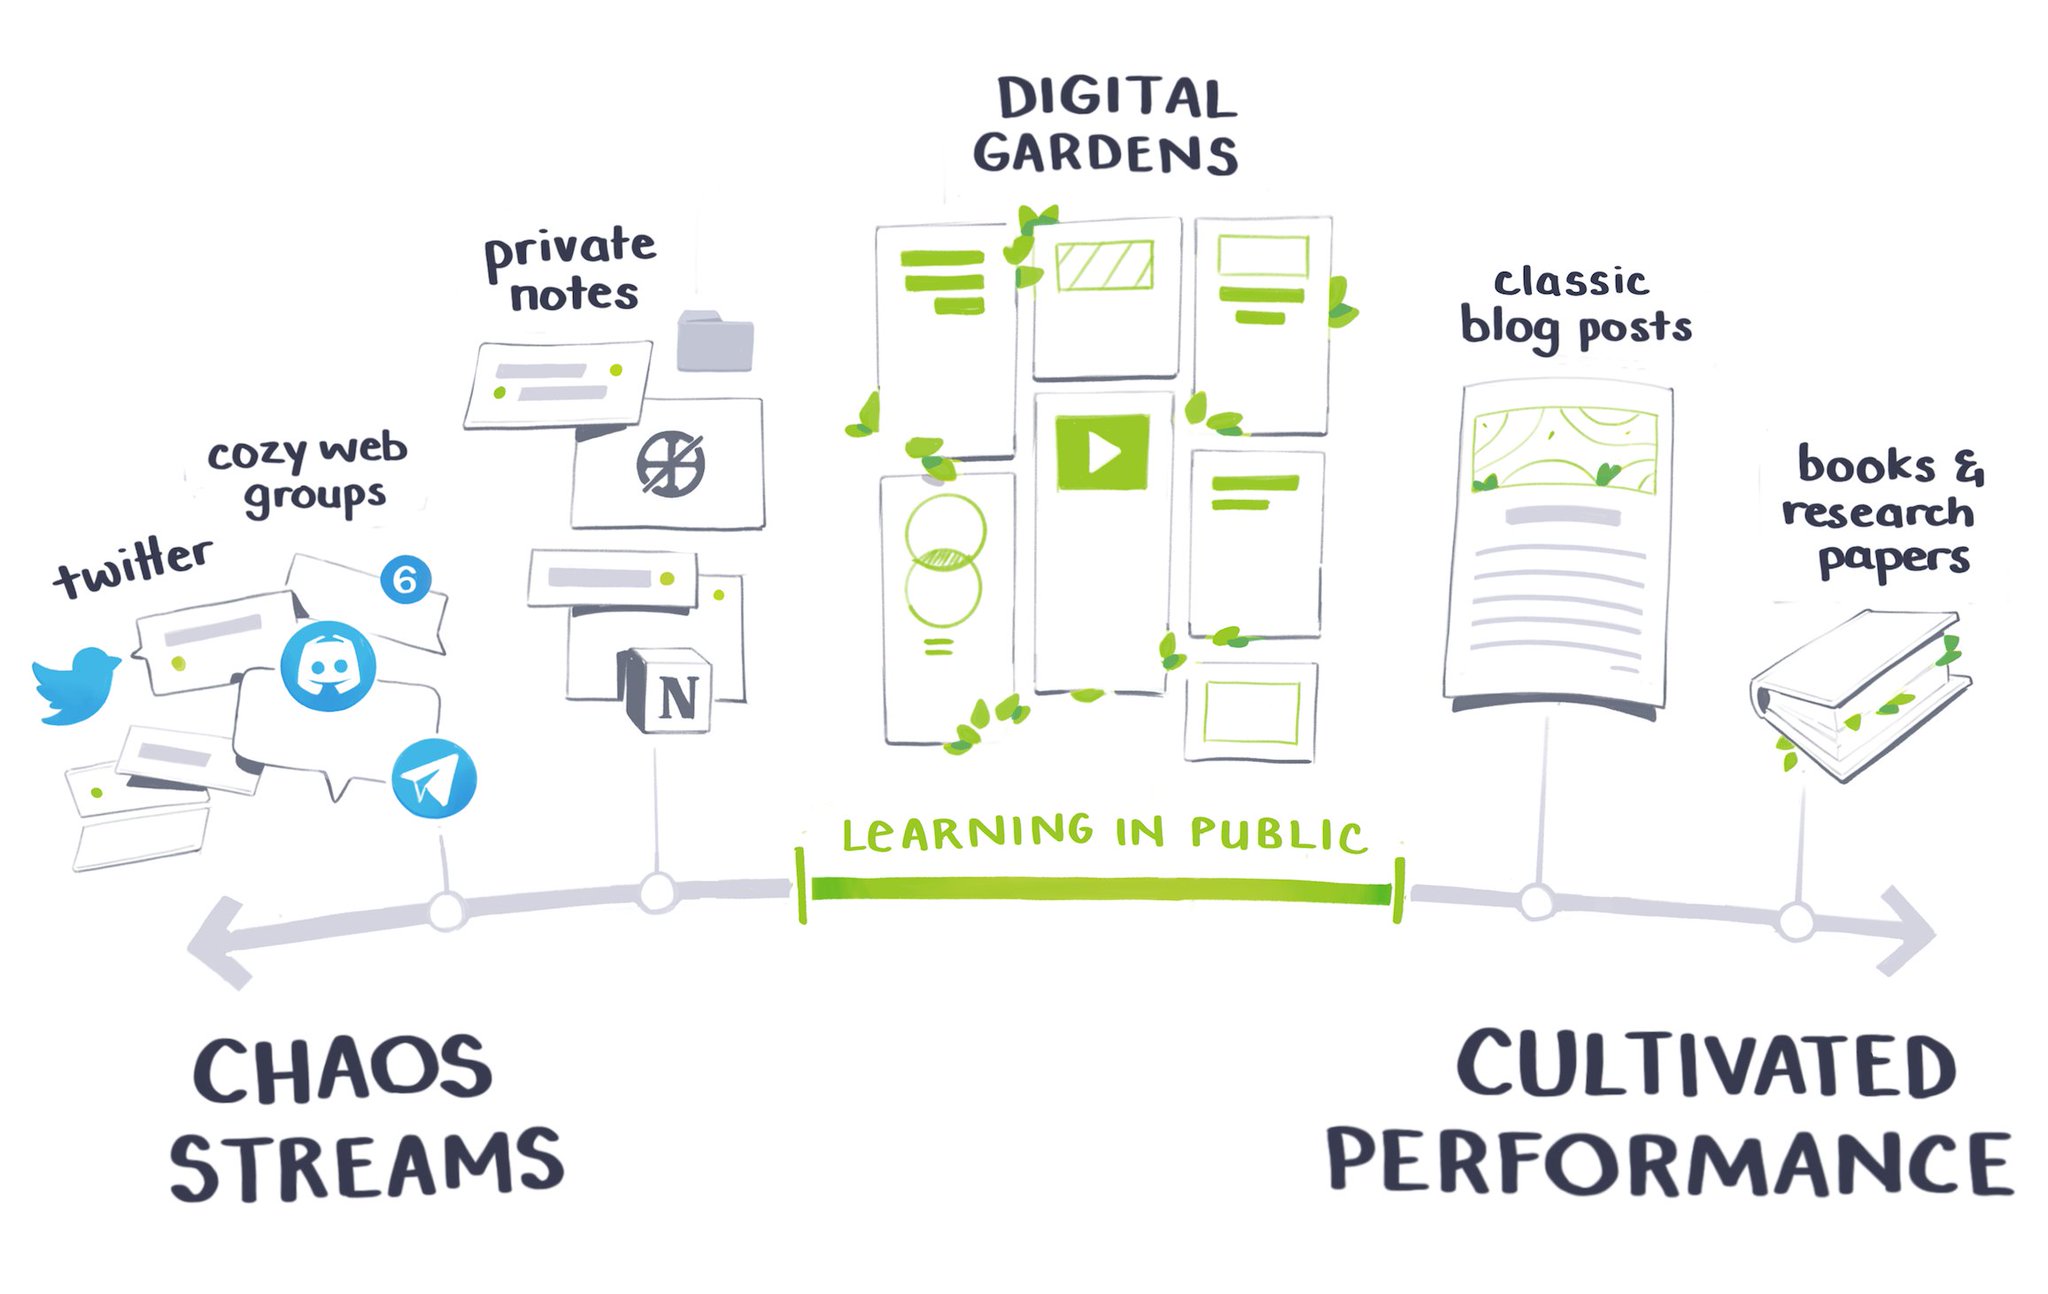 DIGITAL
GARDENS
private
notes
classic
blog posts
cozy web
groups
books &
research
papers
twitter
6
N
LEARNING IN PUBLIC
CHAOS
STREAMS
CULTIVATED
PERFORMANCE